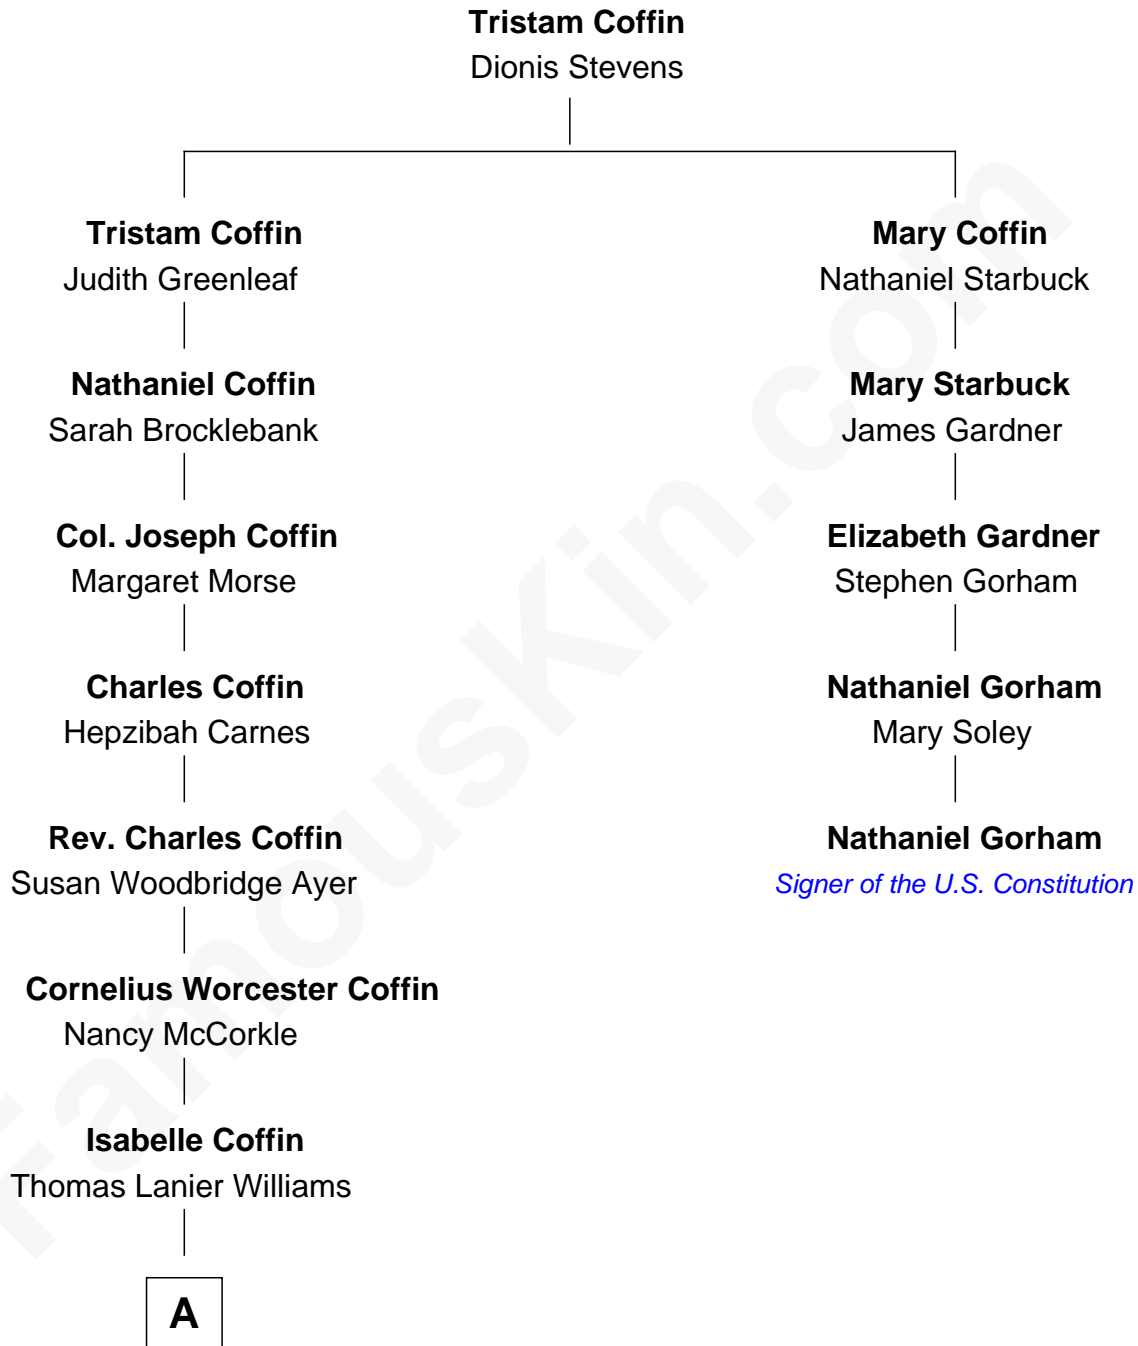 Tristam Coffin
Dionis Stevens
Tristam Coffin
Judith Greenleaf
Nathaniel Coffin
Sarah Brocklebank
Col. Joseph Coffin
Margaret Morse
Charles Coffin
Hepzibah Carnes
Rev. Charles Coffin
Susan Woodbridge Ayer
Cornelius Worcester Coffin
Nancy McCorkle
Isabelle Coffin
Thomas Lanier Williams
A
Mary Coffin
Nathaniel Starbuck
Mary Starbuck
James Gardner
Elizabeth Gardner
Stephen Gorham
Nathaniel Gorham
Mary Soley
Nathaniel Gorham
Signer of the U.S. Constitution
FamousKin.com